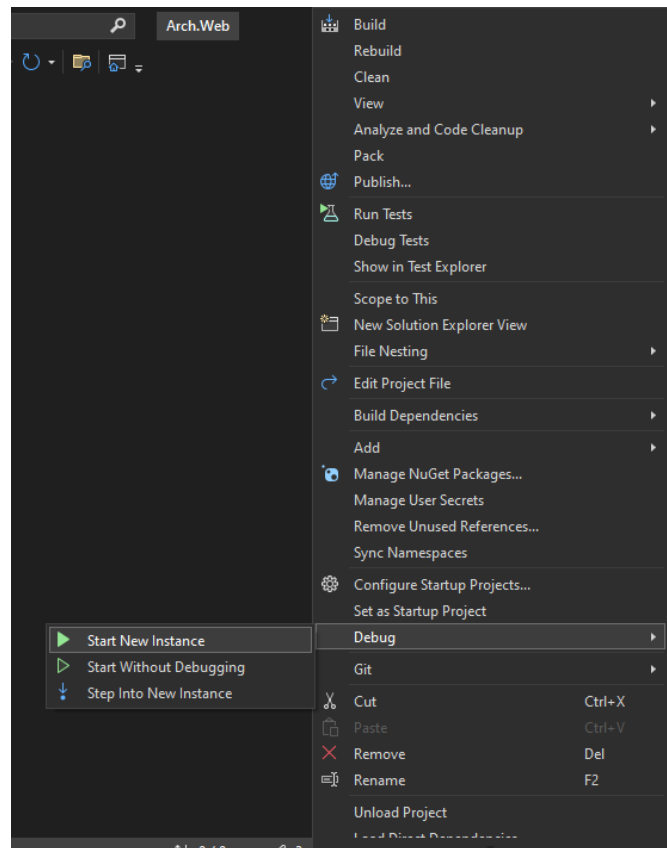 Arch.Web
Build
Rebuild
Clean
View
Analyze and Code Cleanup
Pack
Publish...
Run Tests
Debug Tests
Show in Test Explorer
Scope to This
New Solution Explorer View
File Nesting
Edit Project File
Build Dependencies
Add
Manage NuGet Packages...
Manage User Secrets
Remove Unused References...
Sync Namespaces
Configure Startup Projects...
Set as Startup Project
Debug
Start New Instance
Start Without Debugging
Step Into New Instance
Git
Cut Ctrl+X
Paste Ctrl+V
Remove Del
Rename F2
Unload Project
Load Direct Dependencies